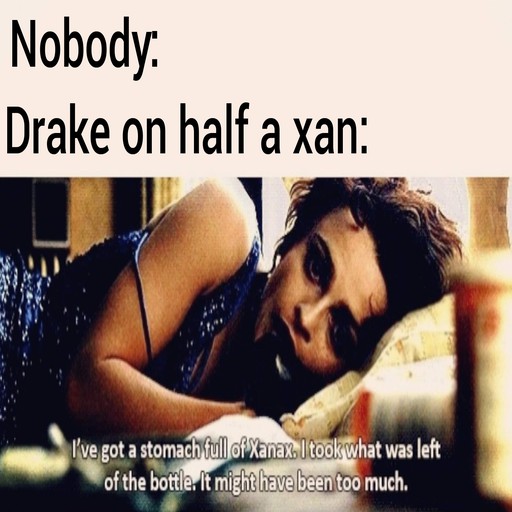 Nobody:
Drake on half a xan:
I've got a stomach full of Xanax. I took what was left
of the bottle. It might have been too much.